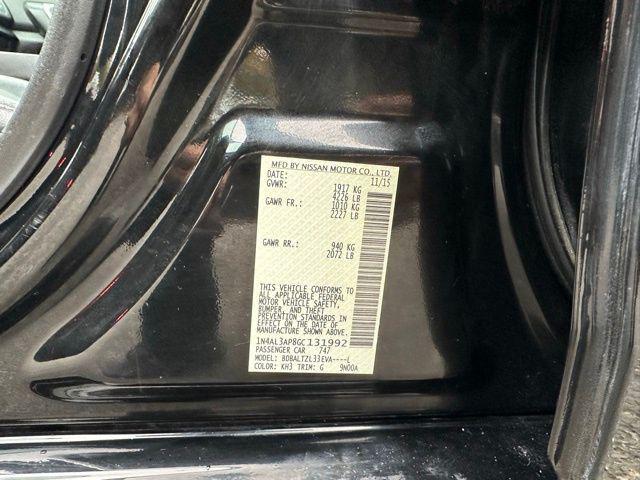 MFD BY NISSAN MOTOR CO., LTD.
DATE: 11/15
GVWR: 1917 KG
4226 LB
GAWR FR.: 1010 KG
2227 LB
GAWR RR.: 940 KG
2072 LB
THIS VEHICLE CONFORMS TO
ALL APPLICABLE FEDERAL
MOTOR VEHICLE SAFETY,
BUMPER, AND THEFT
PREVENTION STANDARDS IN
EFFECT ON THE DATE OF
MANUFACTURE SHOWN ABOVE.
1N4AL3AP8GC131992
PASSENGER CAR 747
MODEL: BDBALTZL33EVA----L
COLOR: KH3 TRIM: G 9N00A